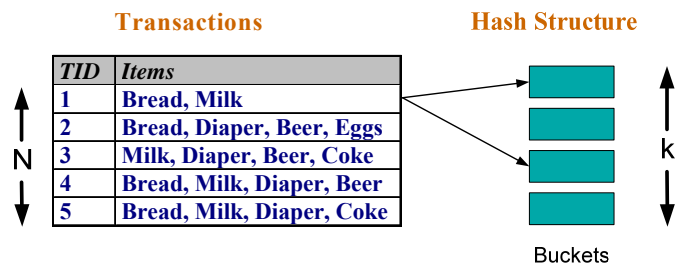 Transactions
Hash Structure
TID Items
1 Bread, Milk
2 Bread, Diaper, Beer, Eggs
3 Milk, Diaper, Beer, Coke
4 Bread, Milk, Diaper, Beer
5 Bread, Milk, Diaper, Coke
N
k
Buckets